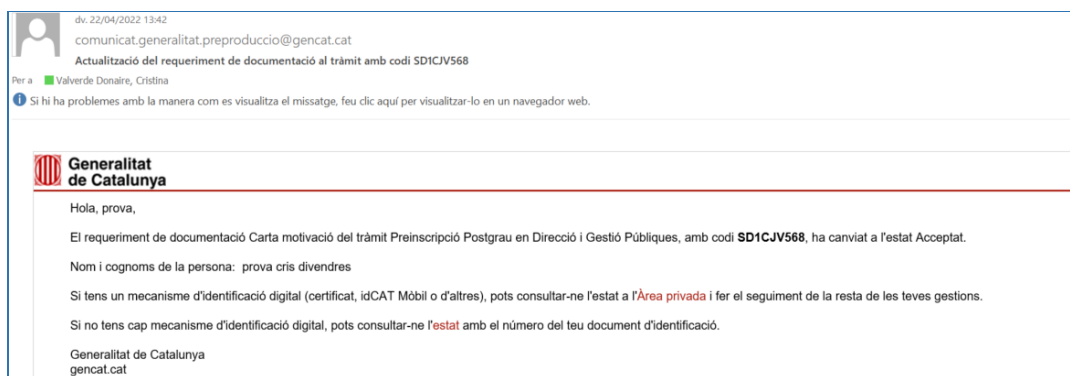 dv. 22/04/2022 13:42
comunicat.generalitat.preproduccio@gencat.cat
Actualització del requeriment de documentació al tràmit amb codi SD1CJV568
Per a Valverde Donaire, Cristina
Si hi ha problemes amb la manera com es visualitza el missatge, feu clic aquí per visualitzar-lo en un navegador web.
Generalitat
de Catalunya
Hola, prova,
El requeriment de documentació Carta motivació del tràmit Preinscripció Postgrau en Direcció i Gestió Públiques, amb codi SD1CJV568, ha canviat a l'estat Acceptat.
Nom i cognoms de la persona: prova cris divendres
Si tens un mecanisme d'identificació digital (certificat, idCAT Mòbil o d'altres), pots consultar-ne l'estat a l'Àrea privada i fer el seguiment de la resta de les teves gestions.
Si no tens cap mecanisme d'identificació digital, pots consultar-ne l'estat amb el número del teu document d'identificació.
Generalitat de Catalunya
gencat.cat